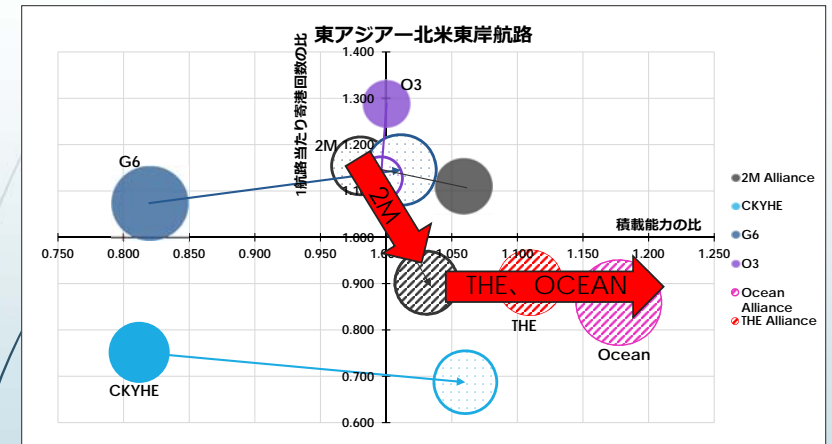 東アジアー北米東岸航路
1航路当たり寄港回数の比
1.400
O3
1.300
1.200
2M
G6
1.1
2M
積載能力の比
1.000
0.750
0.800
0.850
0.900
0.950
1.050
1.100
1.150
1.200
1.250
0.900
THE、OCEAN
THE
Ocean
0.800
0.700
CKYHE
0.600
2M Alliance
CKYHE
G6
O3
Ocean
Alliance
THE Alliance